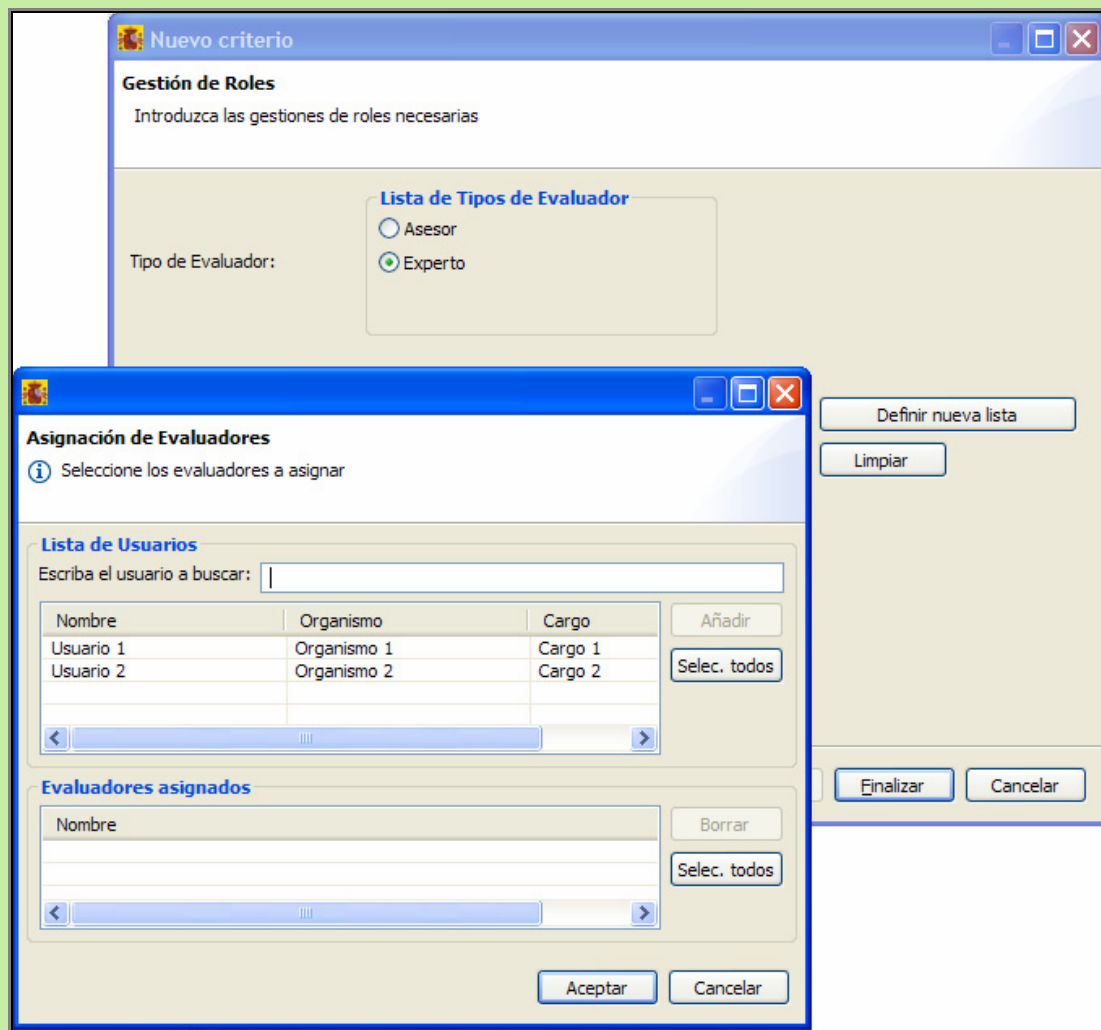 Nuevo criterio
Gestión de Roles
Introduzca las gestiones de roles necesarias
Lista de Tipos de Evaluador
Asesor
Tipo de Evaluador:
Experto
Definir nueva lista
Limpiar
Finalizar
Cancelar
Asignación de Evaluadores
Seleccione los evaluadores a asignar
Lista de Usuarios
Escriba el usuario a buscar:
Nombre Organismo Cargo
Añadir
Usuario 1 Organismo 1 Cargo 1
Usuario 2 Organismo 2 Cargo 2
Selec. todos
Evaluadores asignados
Nombre
Borrar
Selec. todos
Aceptar
Cancelar